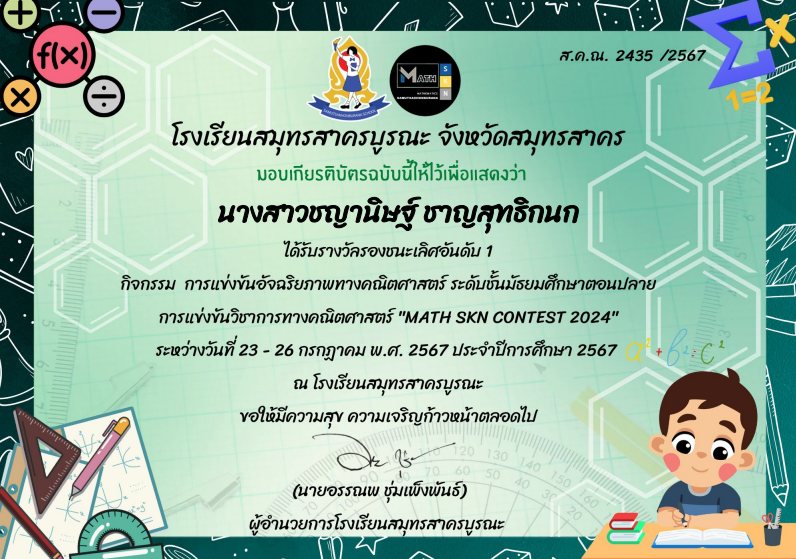 f(x)
ส.ค.ณ. 2435 /2567
1=2
MATH
SKN
MATHEMATICS
SAMUTSAKHONBURANA
SAMUTSAKHONBURANA SCHOOL
โรงเรียนสมุทรสาครบูรณะ จังหวัดสมุทรสาคร
มอบเกียรติบัตรฉบับนี้ให้ไว้เพื่อแสดงว่า
นางสาวชญานิษฐ์ ชาญสุทธิกนก
ได้รับรางวัลรองชนะเลิศอันดับ 1
กิจกรรม การแข่งขันอัจฉริยภาพทางคณิตศาสตร์ ระดับชั้นมัธยมศึกษาตอนปลาย
การแข่งขันวิชาการทางคณิตศาสตร์ "MATH SKN CONTEST 2024"
ระหว่างวันที่ 23 - 26 กรกฎาคม พ.ศ. 2567 ประจำปีการศึกษา 2567
a² + b² = c²
ณ โรงเรียนสมุทรสาครบูรณะ
ขอให้มีความสุข ความเจริญก้าวหน้าตลอดไป
(นายอรรณพ ชุ่มเพ็งพันธ์)
ผู้อำนวยการโรงเรียนสมุทรสาครบูรณะ